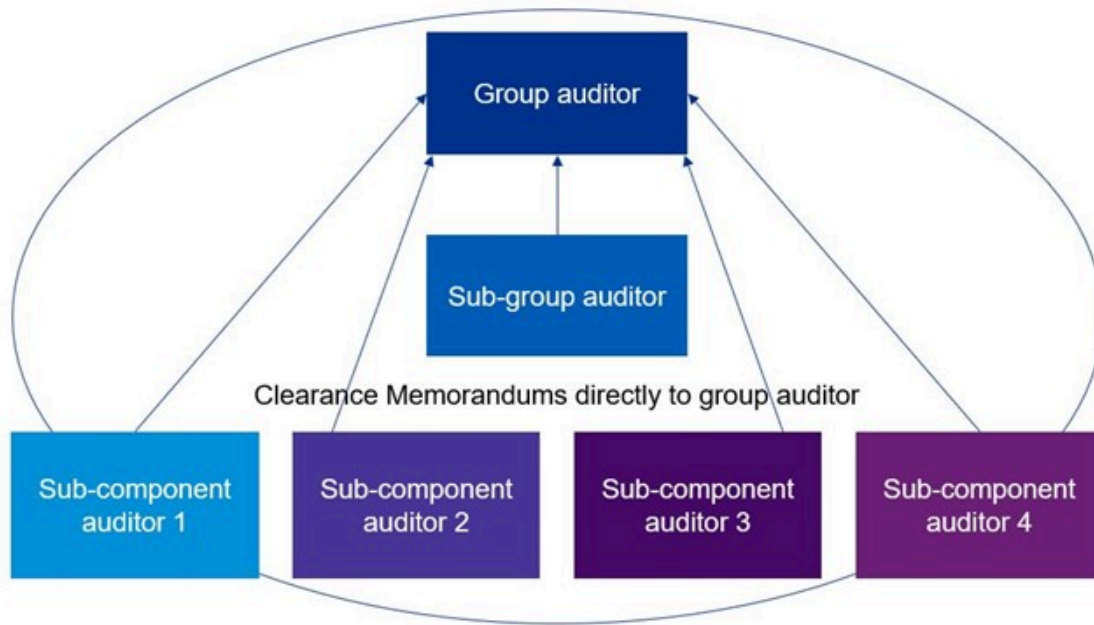 Group auditor
Sub-group auditor
Clearance Memorandums directly to group auditor
Sub-component
auditor 1
Sub-component
auditor 2
Sub-component
auditor 3
Sub-component
auditor 4